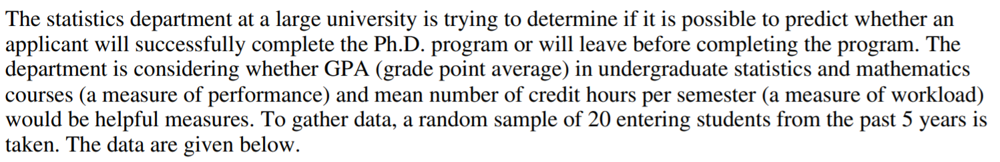 The statistics department at a large university is trying to determine if it is possible to predict whether an
applicant will successfully complete the Ph.D. program or will leave before completing the program. The
department is considering whether GPA (grade point average) in undergraduate statistics and mathematics
courses (a measure of performance) and mean number of credit hours per semester (a measure of workload)
would be helpful measures. To gather data, a random sample of 20 entering students from the past 5 years is
taken. The data are given below.